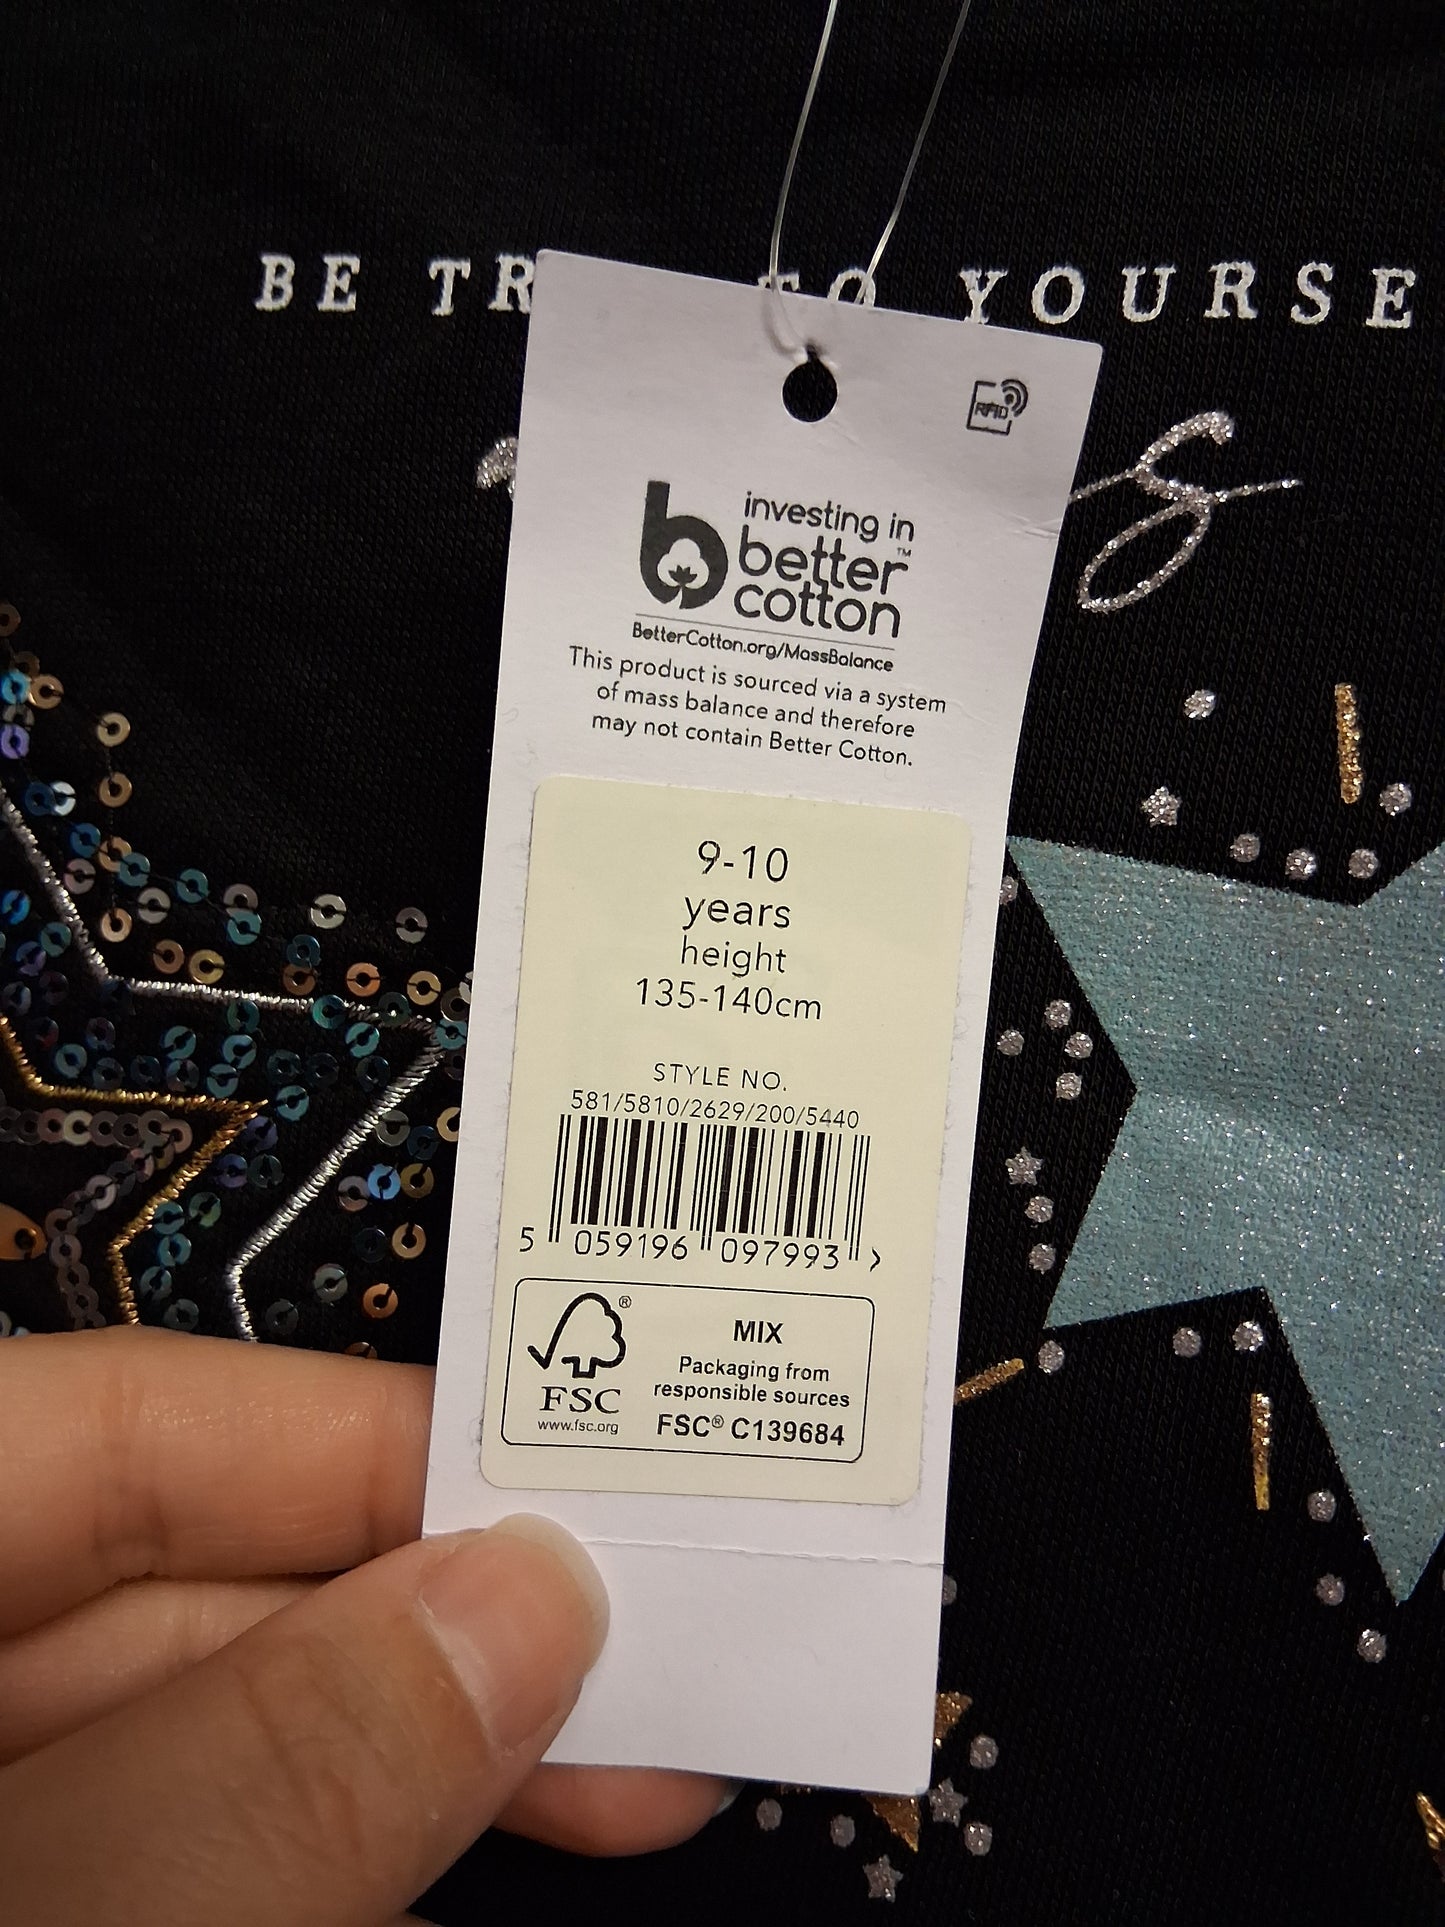 BE TO YOURSE
RFID
investing in
better™
cotton
BetterCotton.org/MassBalance
This product is sourced via a system
of mass balance and therefore
may not contain Better Cotton.
9-10
years
height
135-140cm
STYLE NO.
581/5810/2629/200/5440
5 059196 097993 >
FSC ®
www.fsc.org
MIX
Packaging from
responsible sources
FSC® C139684